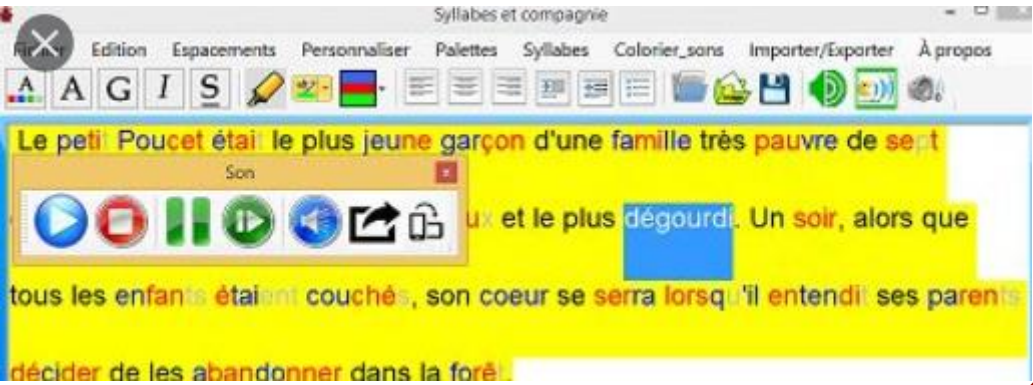 Syllabes et compagnie
Edition Espacements Personnaliser Palettes Syllabes Colorier_sons Importer/Exporter À propos
A A G I S
Le petit Poucet était le plus jeune garçon d'une famille très pauvre de sept
Son
ux et le plus dégourdi. Un soir, alors que
tous les enfants étaient couchés, son coeur se serra lorsqu'il entendit ses parents
décider de les abandonner dans la forêt.